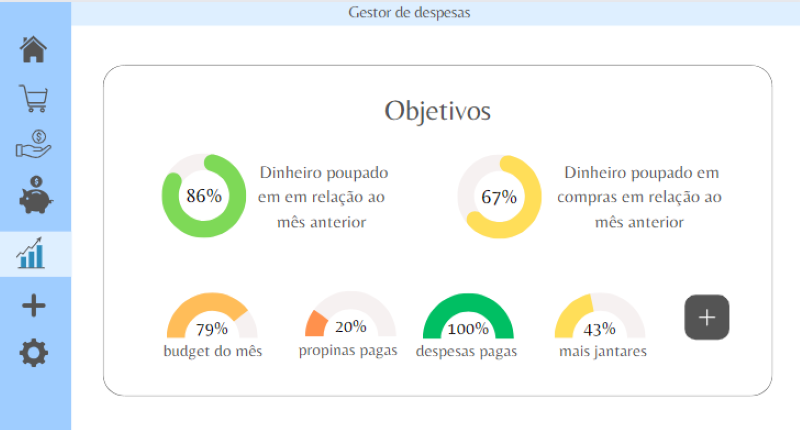 Gestor de despesas
Objetivos
86%
Dinheiro poupado
em em relação ao
mês anterior
67%
Dinheiro poupado em
compras em relação ao
mês anterior
79%
budget do mês
20%
propinas pagas
100%
despesas pagas
43%
mais jantares